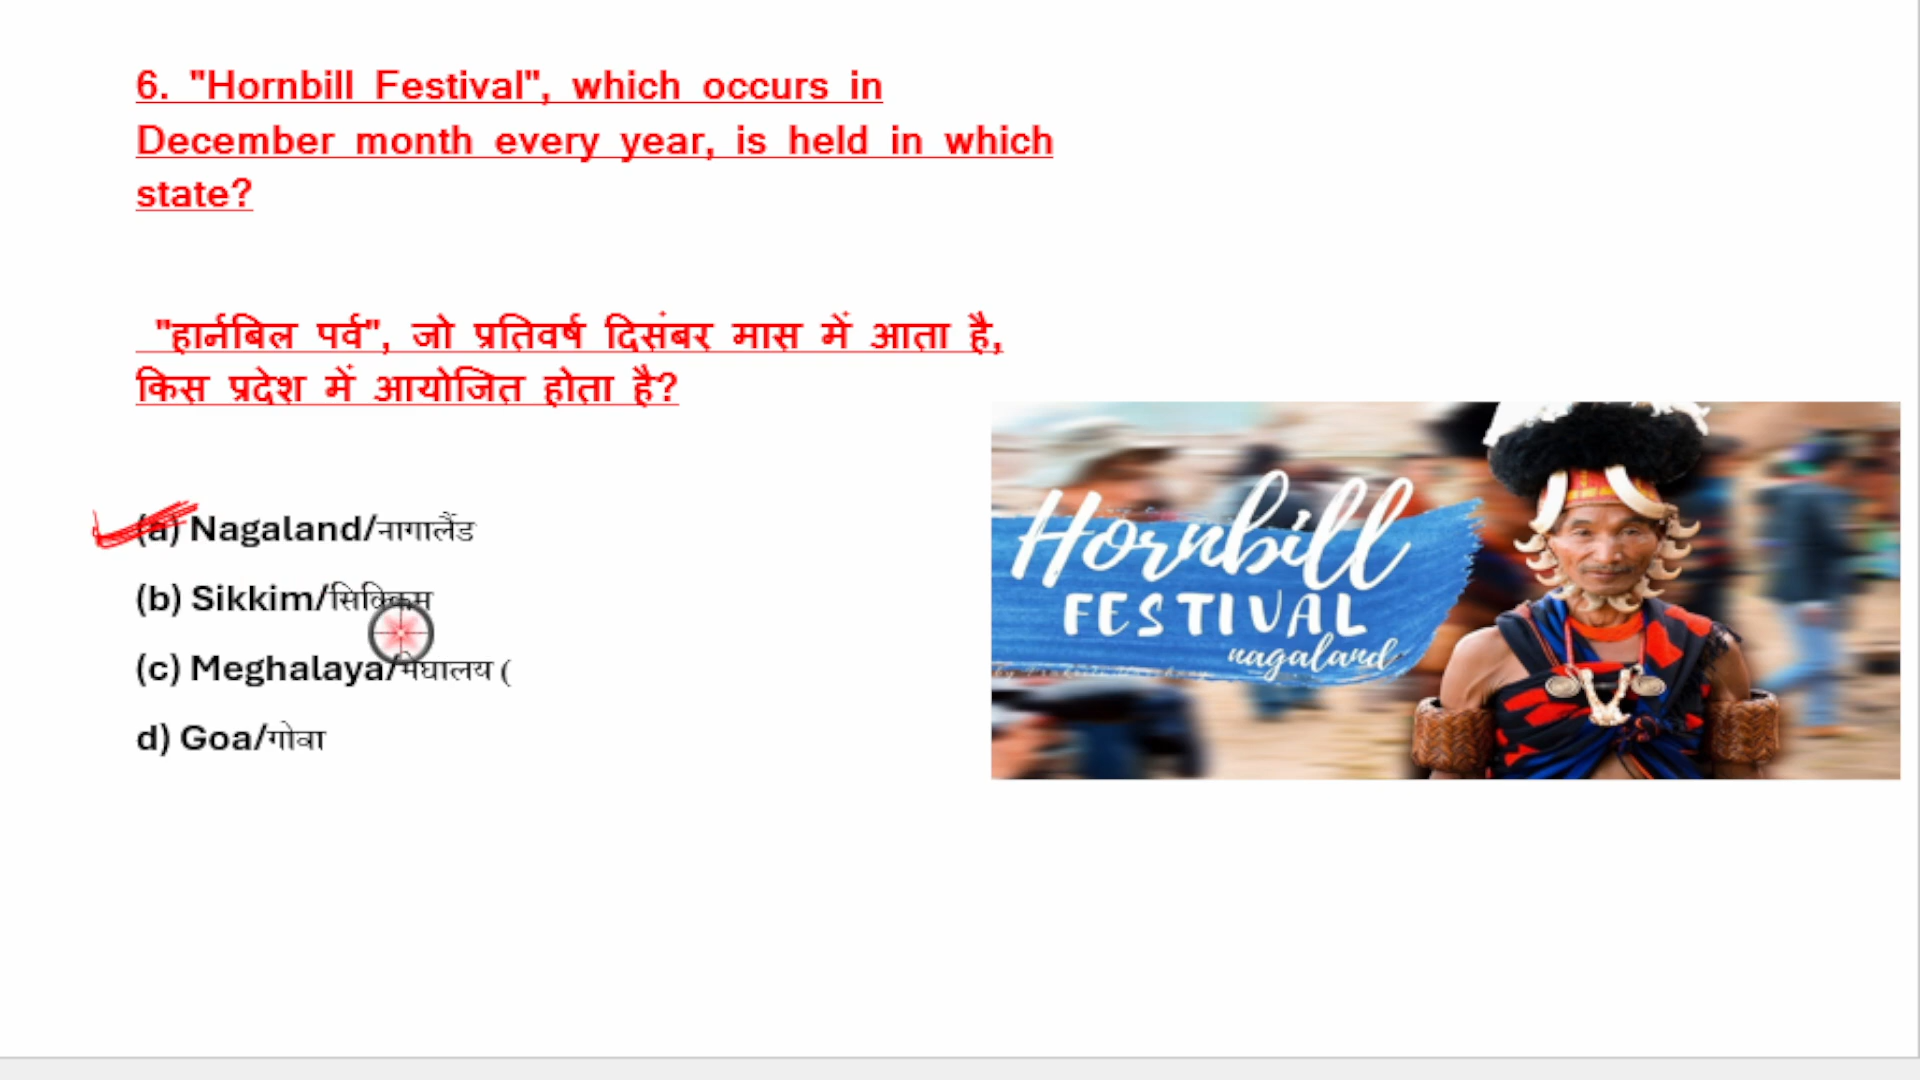 6. "Hornbill Festival", which occurs in
December month every year, is held in which
state?
"हार्नबिल पर्व", जो प्रतिवर्ष दिसंबर मास में आता है,
किस प्रदेश में आयोजित होता है?
(a) Nagaland/नागालैंड
(b) Sikkim/सिक्किम
(c) Meghalaya/मेघालय (
d) Goa/गोवा
Hornbill
FESTIVAL
nagaland